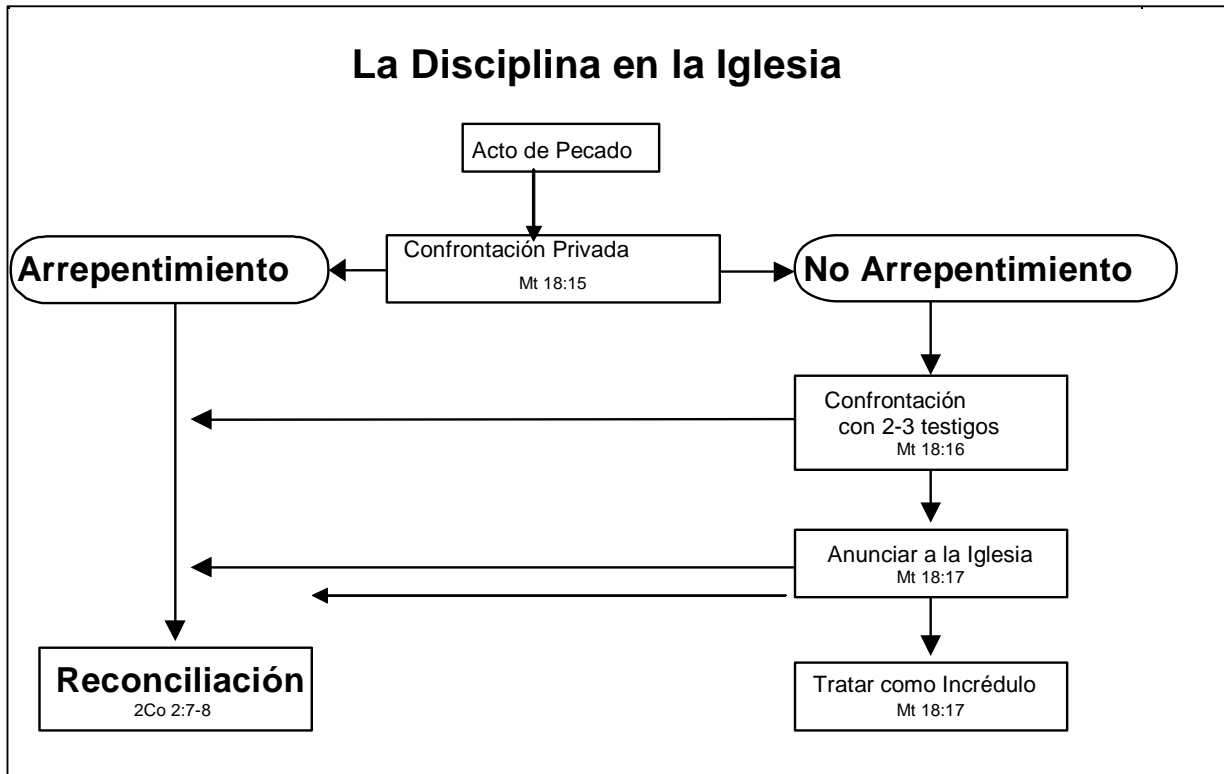 La Disciplina en la Iglesia
Acto de Pecado
Confrontación Privada
Mt 18:15
Arrepentimiento
No Arrepentimiento
Confrontación
con 2-3 testigos
Mt 18:16
Anunciar a la Iglesia
Mt 18:17
Reconciliación
2Co 2:7-8
Tratar como Incrédulo
Mt 18:17